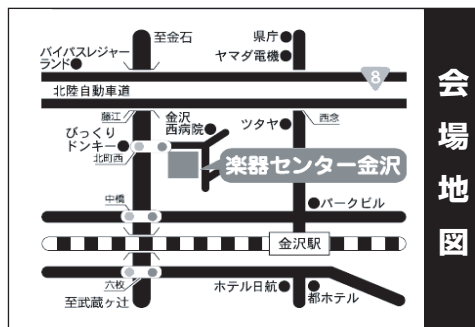 至金石
県庁
ヤマダ電機
バイパスレジャー
ランド
8
北陸自動車道
藤江
金沢
西病院
ツタヤ
西念
びっくり
ドンキー
北町西
楽器センター金沢
中橋
パークビル
金沢駅
六枚
至武蔵ヶ辻
ホテル日航
都ホテル
会場地図